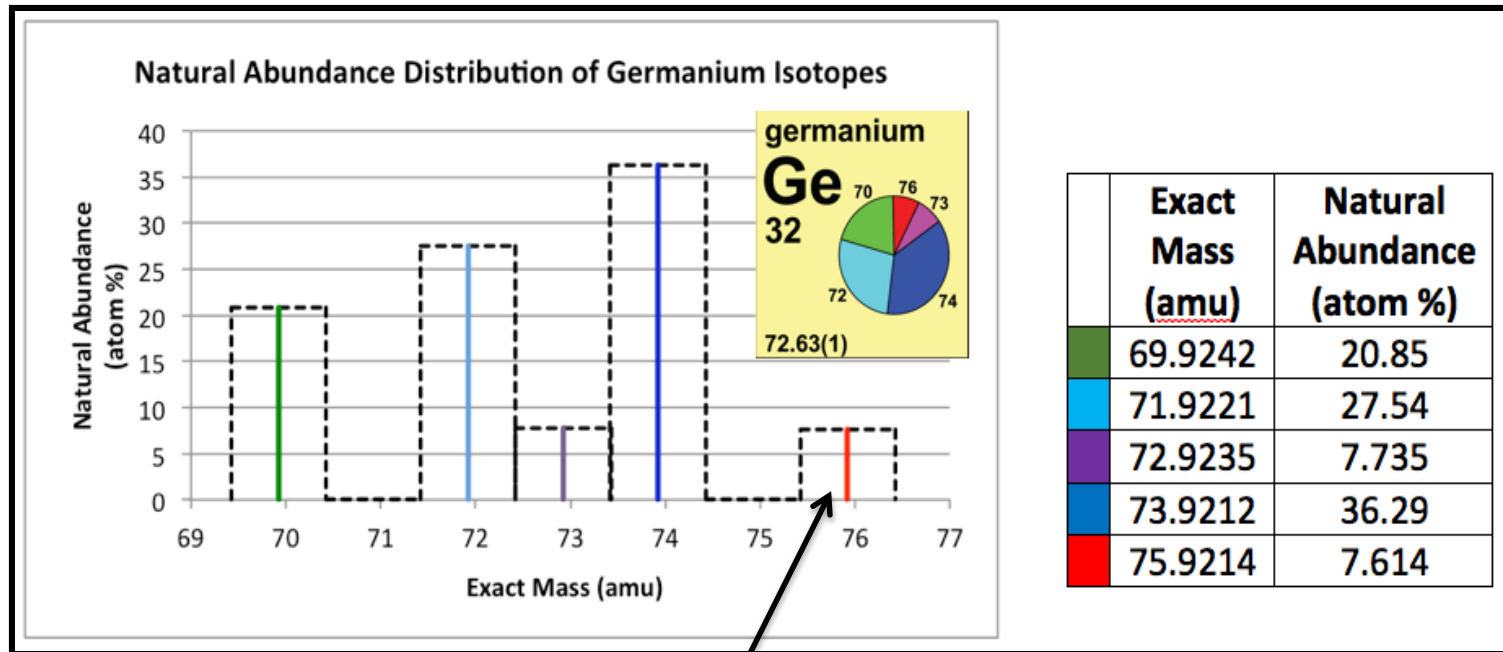 Natural Abundance Distribution of Germanium Isotopes
Natural Abundance
(atom %)
40
35
30
25
20
15
10
5
0
69
70
71
72
73
74
75
76
77
Exact Mass (amu)
germanium
Ge
32
70
76
73
72
74
72.63(1)
Exact
Mass
(amu)
Natural
Abundance
(atom %)
69.9242 20.85
71.9221 27.54
72.9235 7.735
73.9212 36.29
75.9214 7.614